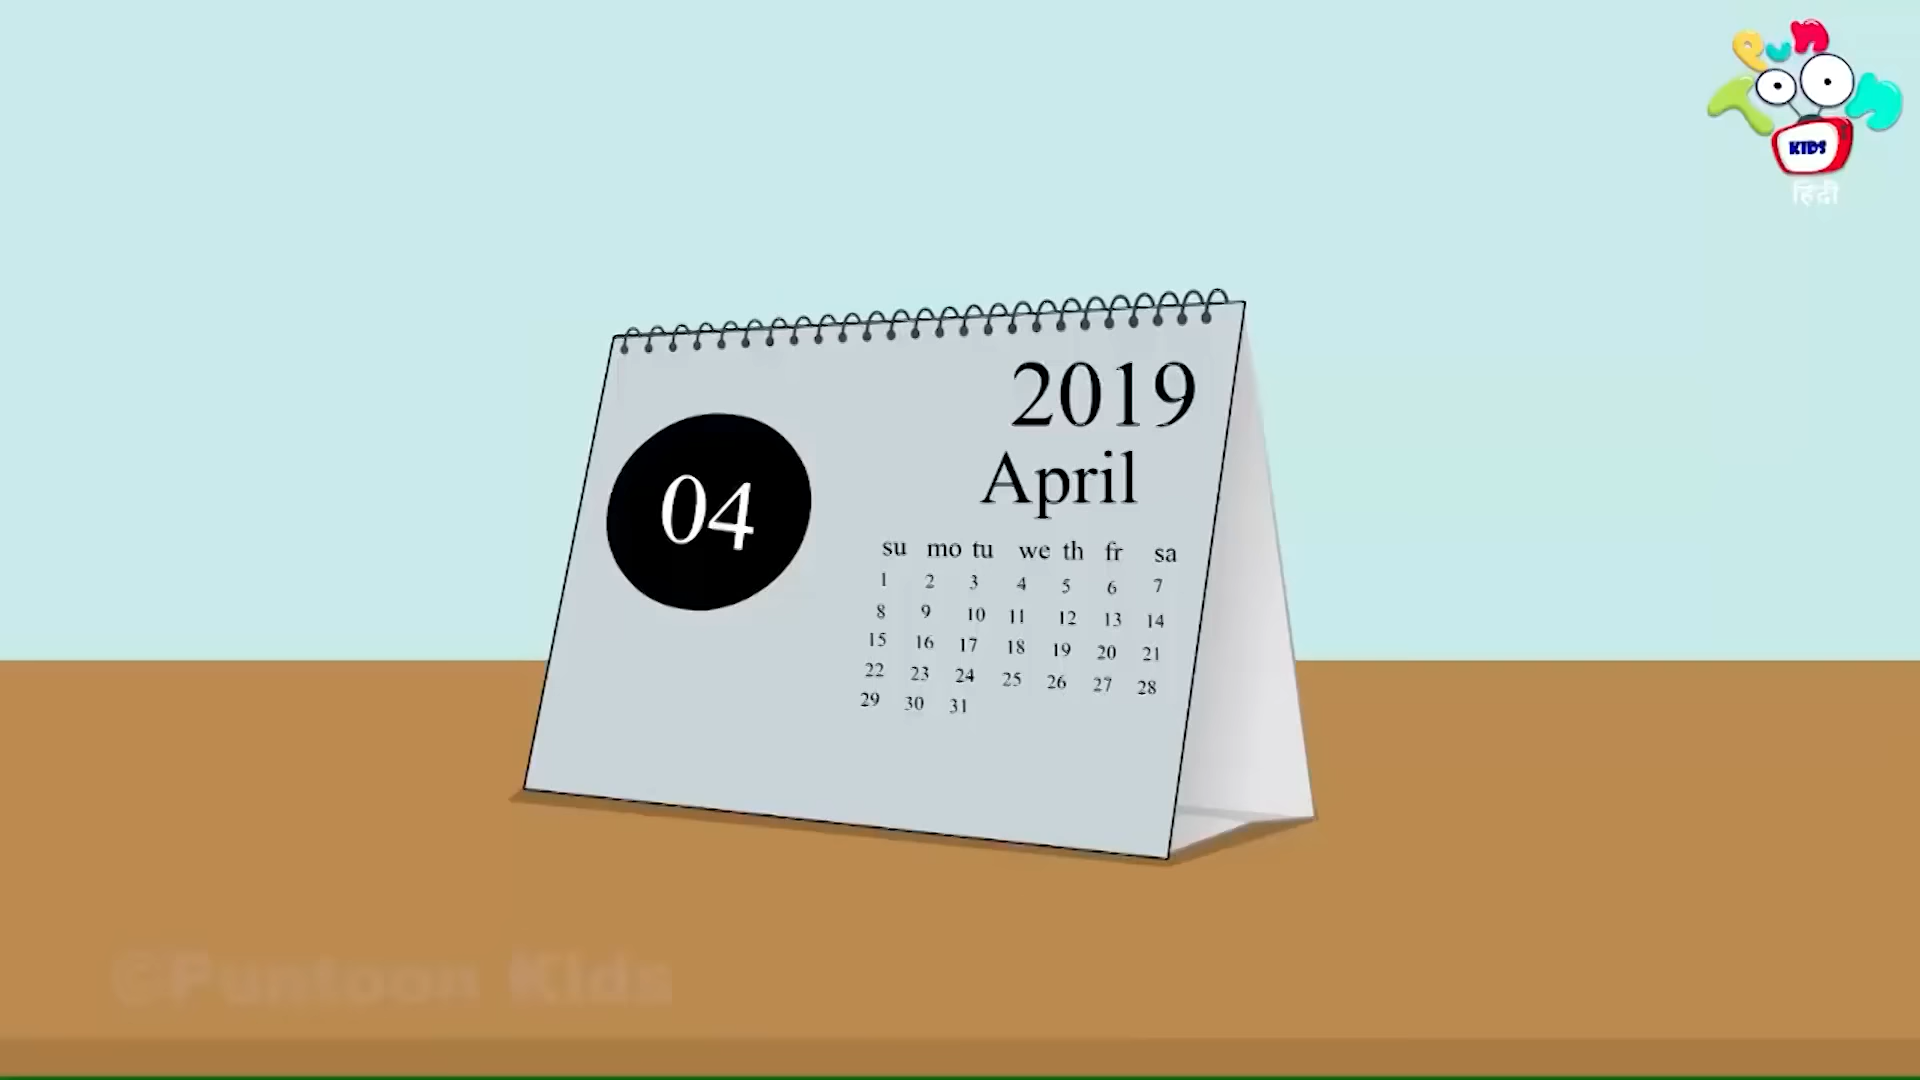 Puntoon
KIDS
हिंदी
2019
April
04
su mo tu we th fr sa
1 2 3 4 5 6 7
8 9 10 11 12 13 14
15 16 17 18 19 20 21
22 23 24 25 26 27 28
29 30 31
©Puntoon Kids